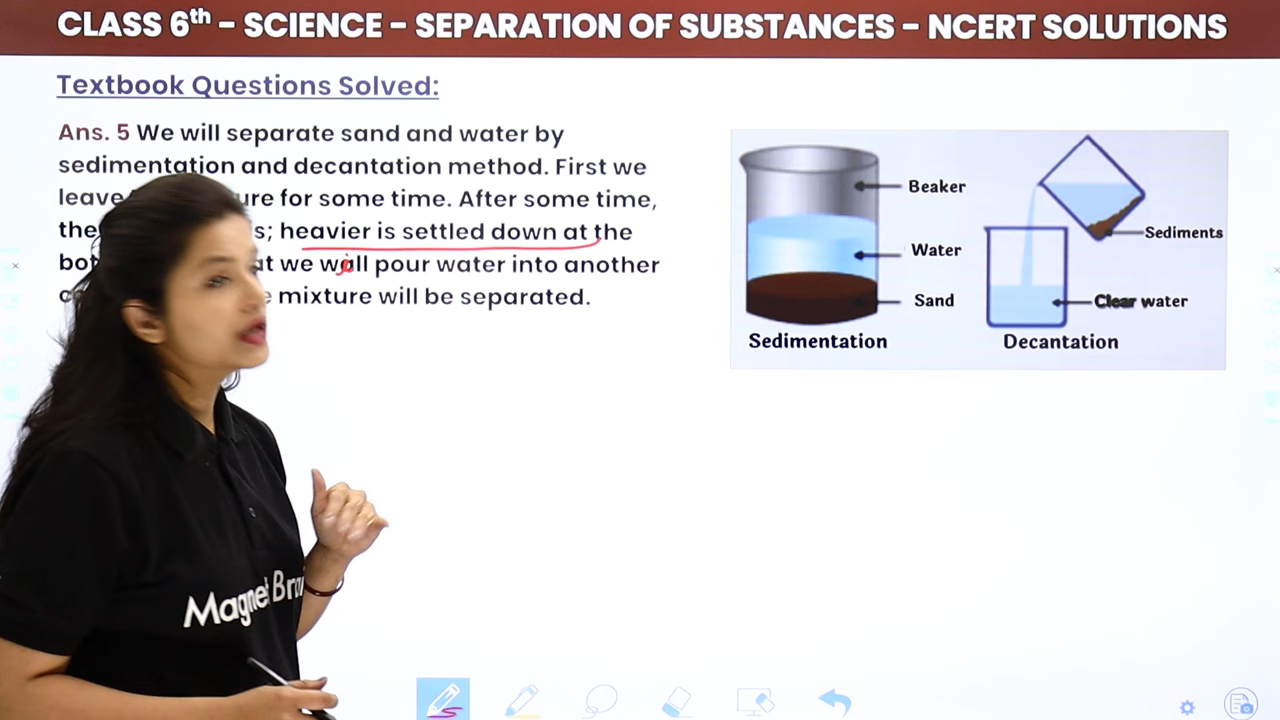 CLASS 6th – SCIENCE – SEPARATION OF SUBSTANCES – NCERT SOLUTIONS
Textbook Questions Solved:
Ans. 5 We will separate sand and water by
sedimentation and decantation method. First we
leave ure for some time. After some time,
the s; heavier is settled down at the
bot at we will pour water into another
mixture will be separated.
Beaker
Water
Sand
Sedimentation
Sediments
Clear water
Decantation
Magnet Bra